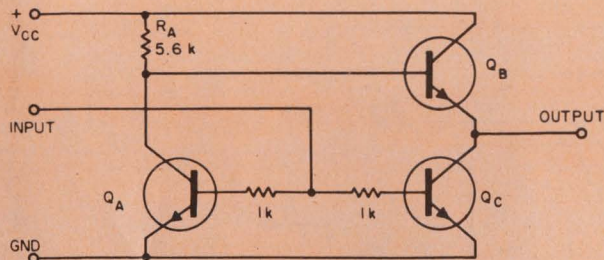 +
VCC
RA
5.6 k
QB
INPUT
OUTPUT
QA
1k
1k
QC
GND